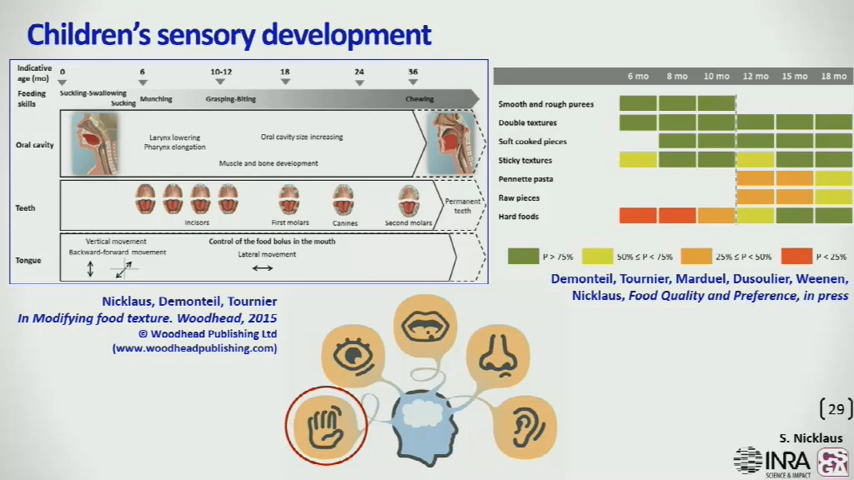 Children's sensory development
Indicative age (mo)
0 6 10-12 18 24 36
Feeding skills
Suckling-Swallowing
Sucking
Munching
Grasping-Biting
Chewing
Oral cavity
Larynx lowering
Pharynx elongation
Oral cavity size increasing
Muscle and bone development
Teeth
Incisors
First molars
Canines
Second molars
Permanent teeth
Tongue
Vertical movement
Backward-forward movement
Control of the food bolus in the mouth
Lateral movement
Nicklaus, Demonteil, Tournier
In Modifying food texture. Woodhead, 2015
© Woodhead Publishing Ltd
(www.woodheadpublishing.com)
6 mo 8 mo 10 mo 12 mo 15 mo 18 mo
Smooth and rough purees
Double textures
Soft cooked pieces
Sticky textures
Pennette pasta
Raw pieces
Hard foods
P > 75% 50% ≤ P < 75% 25% ≤ P < 50% P < 25%
Demonteil, Tournier, Marduel, Dusoulier, Weenen,
Nicklaus, Food Quality and Preference, in press
29
S. Nicklaus
INRA
SCIENCE & IMPACT
CSGA